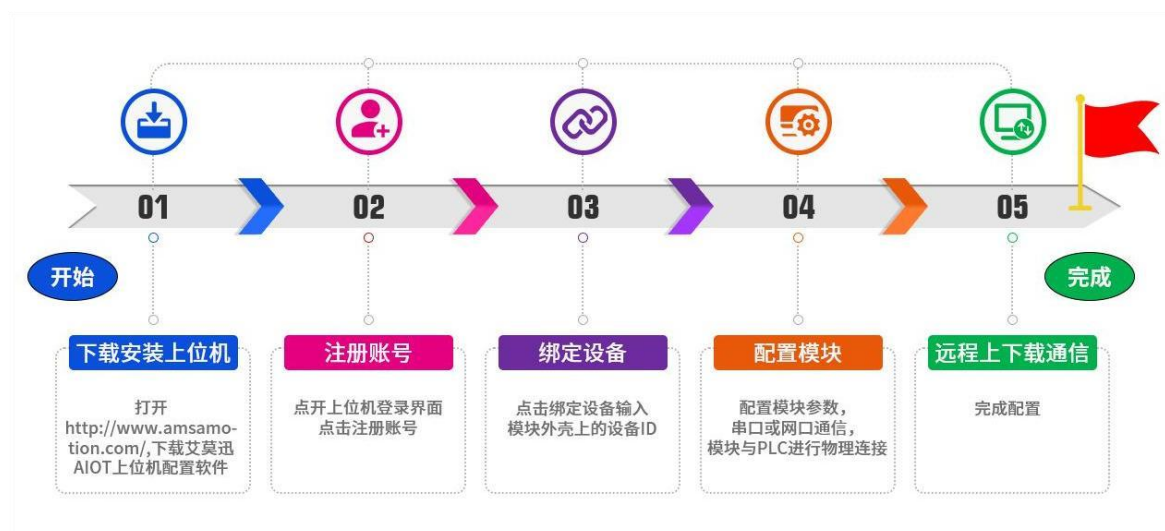 01
02
03
04
05
开始
完成
下载安装上位机
打开
http://www.amsamo-
tion.com/,下载艾莫迅
AIOT上位机配置软件
注册账号
点开上位机登录界面
点击注册账号
绑定设备
点击绑定设备输入
模块外壳上的设备ID
配置模块
配置模块参数，
串口或网口通信，
模块与PLC进行物理连接
远程上下载通信
完成配置